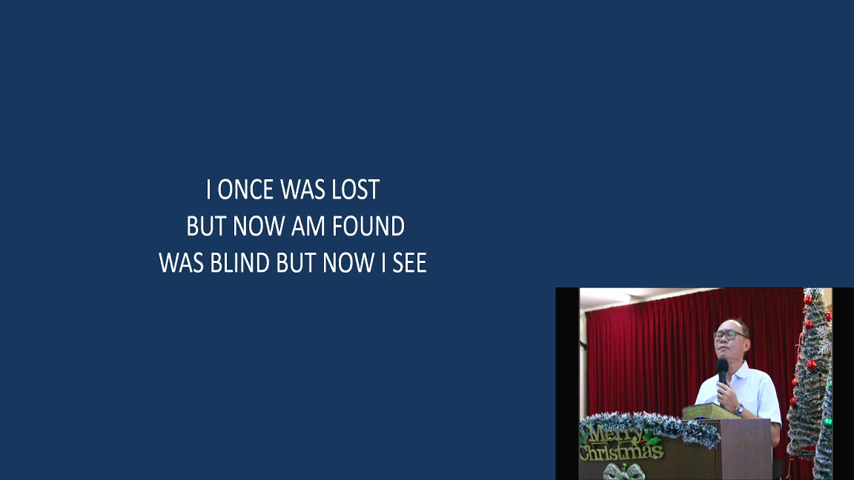 I ONCE WAS LOST
BUT NOW AM FOUND
WAS BLIND BUT NOW I SEE
Merry
Christmas